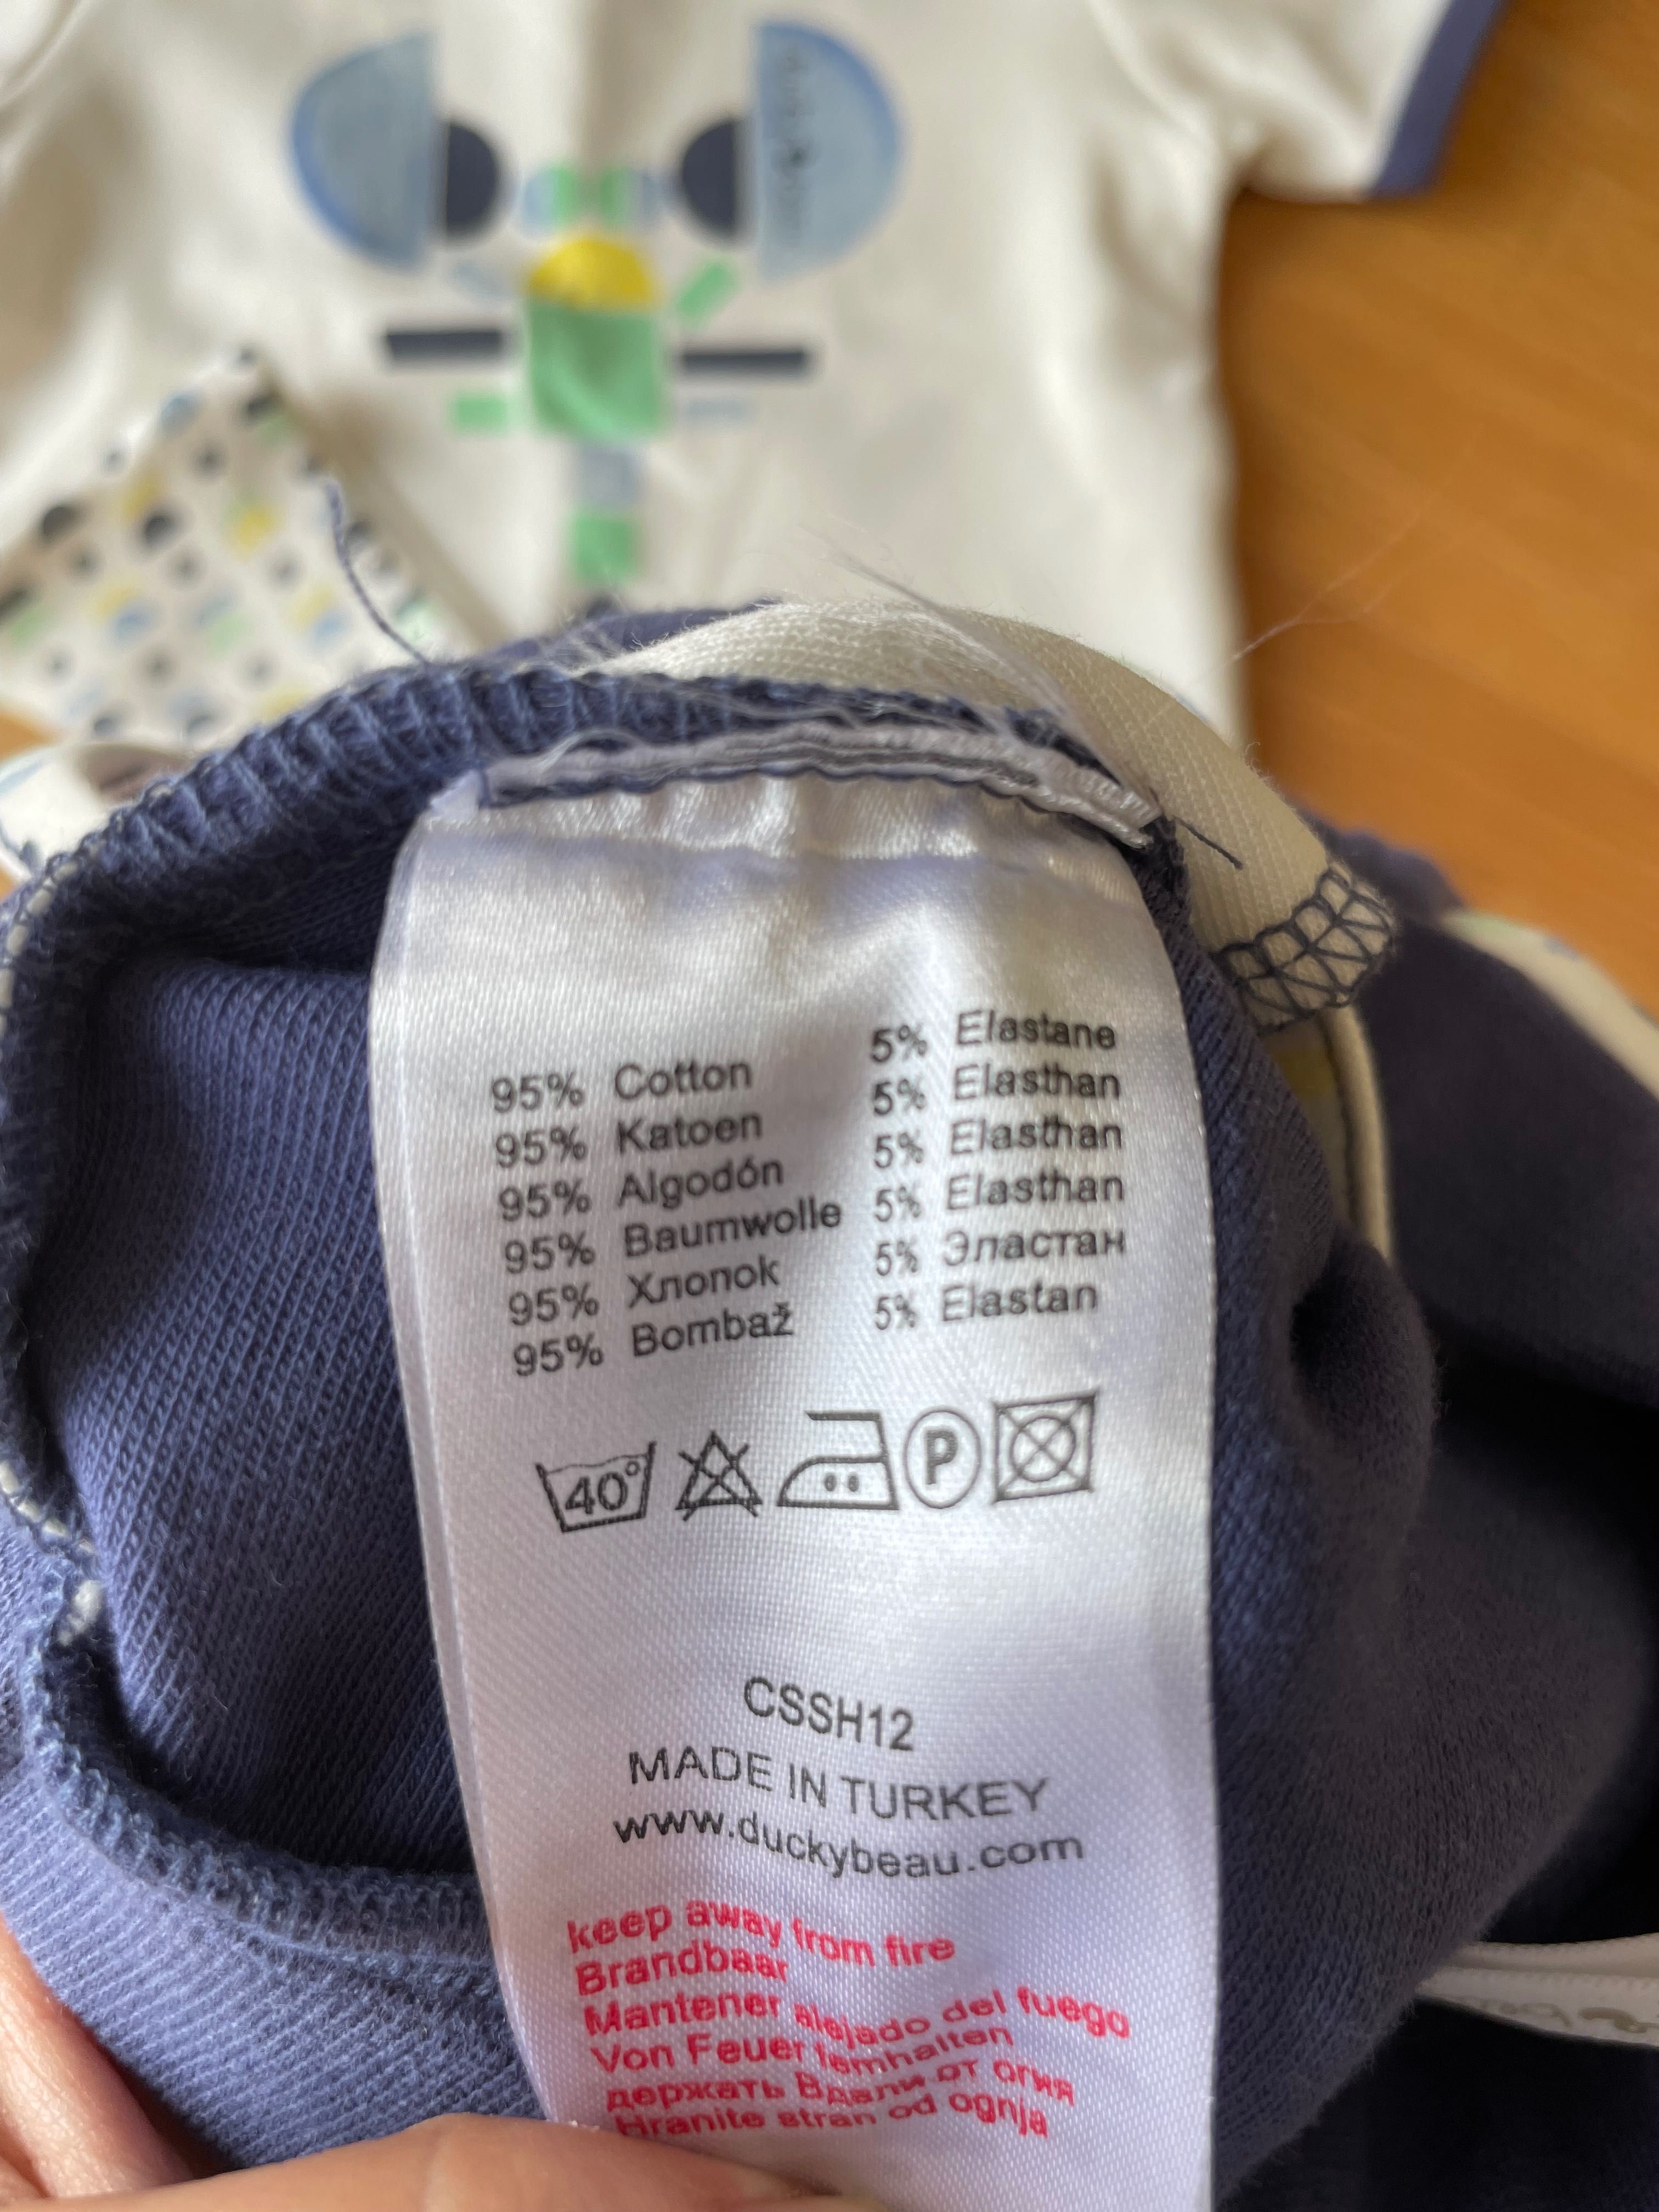 95% Cotton 5% Elastane
95% Katoen 5% Elasthan
95% Algodón 5% Elasthan
95% Baumwolle 5% Elasthan
95% Хлопок 5% Эластан
95% Bombaž 5% Elastan
40° P
CSSH12
MADE IN TURKEY
www.duckybeau.com
keep away from fire
Brandbaar
Mantener alejado del fuego
Von Feuer fernhalten
держать Вдали от огня
Hranite stran od ognja